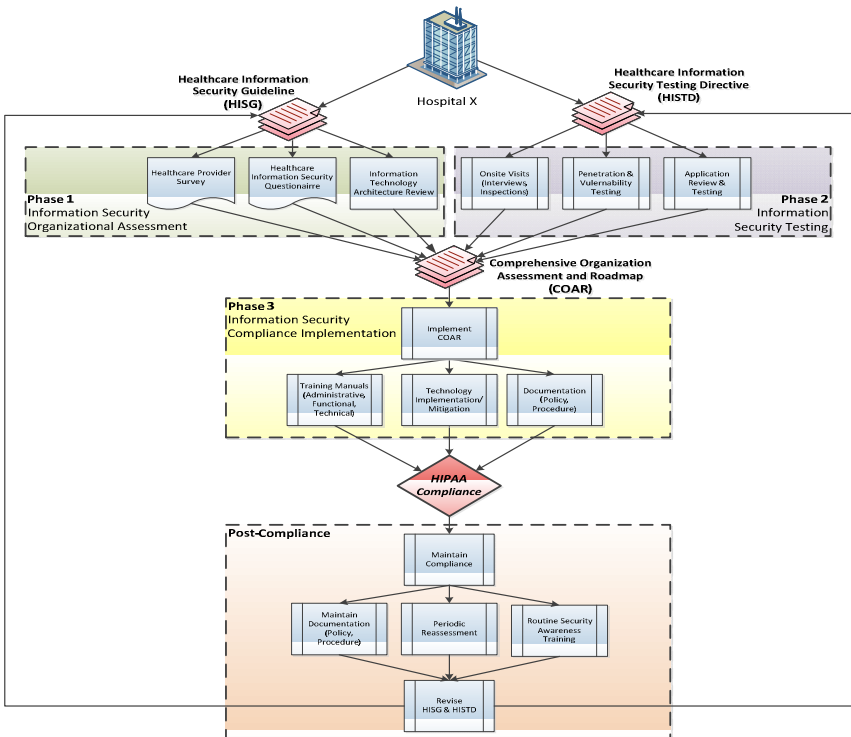 Healthcare Information
Security Guideline
(HISG)
Hospital X
Healthcare Information
Security Testing Directive
(HISTD)
Phase 1
Information Security
Organizational Assessment
Healthcare Provider
Survey
Healthcare
Information Security
Questionairre
Information
Technology
Architecture Review
Onsite Visits
(Interviews,
Inspections)
Penetration &
Vulernability
Testing
Application
Review &
Testing
Phase 2
Information
Security Testing
Comprehensive Organization
Assessment and Roadmap
(COAR)
Phase 3
Information Security
Compliance Implementation
Implement
COAR
Training Manuals
(Administrative,
Functional,
Technical)
Technology
Implementation/
Mitigation
Documentation
(Policy,
Procedure)
HIPAA
Compliance
Post-Compliance
Maintain
Compliance
Maintain
Documentation
(Policy,
Procedure)
Periodic
Reassessment
Routine Security
Awareness
Training
Revise
HISG & HISTD